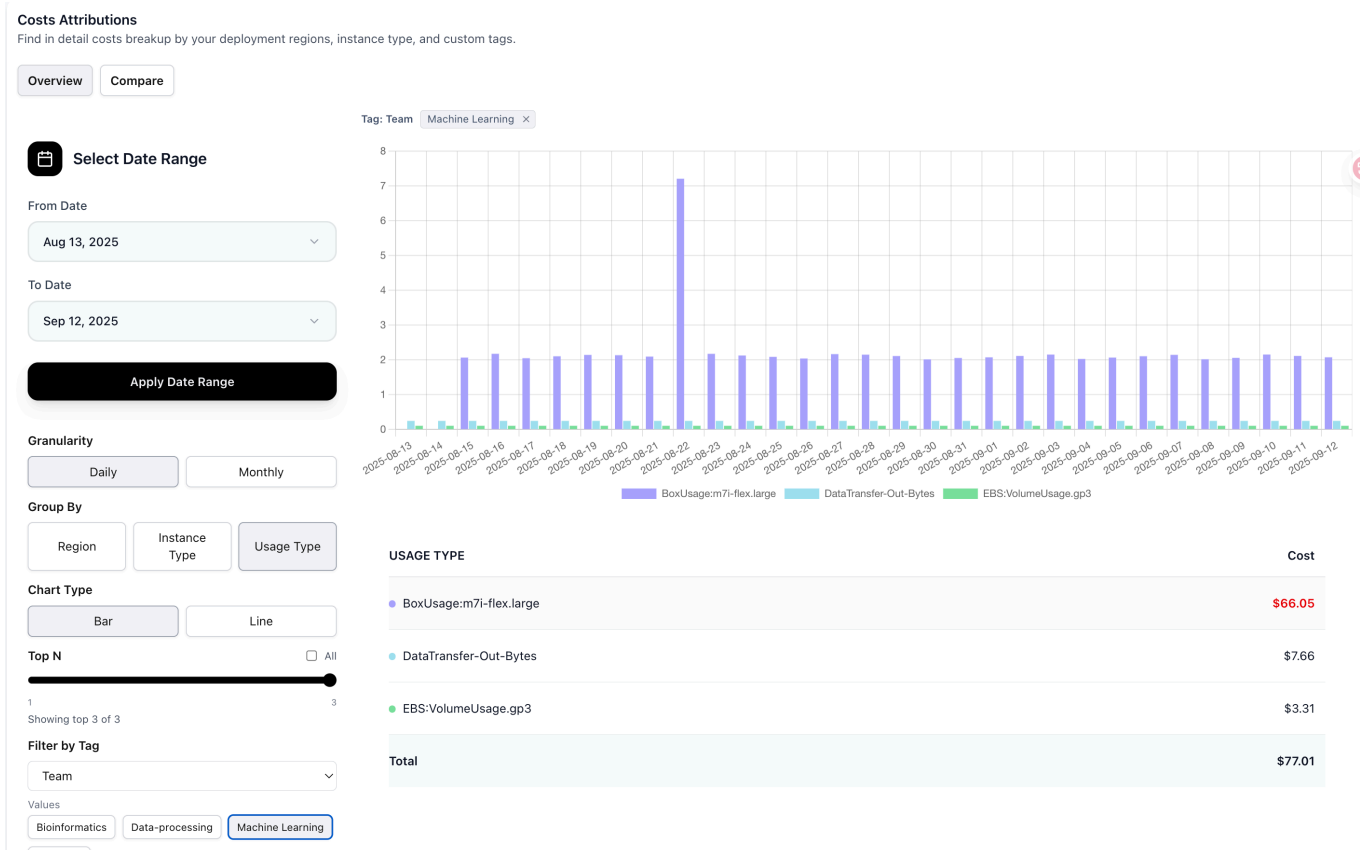 Costs Attributions
Find in detail costs breakup by your deployment regions, instance type, and custom tags.
Overview
Compare
Select Date Range
From Date
Aug 13, 2025
To Date
Sep 12, 2025
Apply Date Range
Granularity
Daily
Monthly
Group By
Region
Instance
Type
Usage Type
Chart Type
Bar
Line
Top N
All
1
3
Showing top 3 of 3
Filter by Tag
Team
Values
Bioinformatics
Data-processing
Machine Learning
Tag: Team
Machine Learning ×
8
7
6
5
4
3
2
1
0
2025-08-13
2025-08-14
2025-08-15
2025-08-16
2025-08-17
2025-08-18
2025-08-19
2025-08-20
2025-08-21
2025-08-22
2025-08-23
2025-08-24
2025-08-25
2025-08-26
2025-08-27
2025-08-28
2025-08-29
2025-08-30
2025-08-31
2025-09-01
2025-09-02
2025-09-03
2025-09-04
2025-09-05
2025-09-06
2025-09-07
2025-09-08
2025-09-09
2025-09-10
2025-09-11
2025-09-12
BoxUsage:m7i-flex.large
DataTransfer-Out-Bytes
EBS:VolumeUsage.gp3
USAGE TYPE Cost
BoxUsage:m7i-flex.large $66.05
DataTransfer-Out-Bytes $7.66
EBS:VolumeUsage.gp3 $3.31
Total $77.01